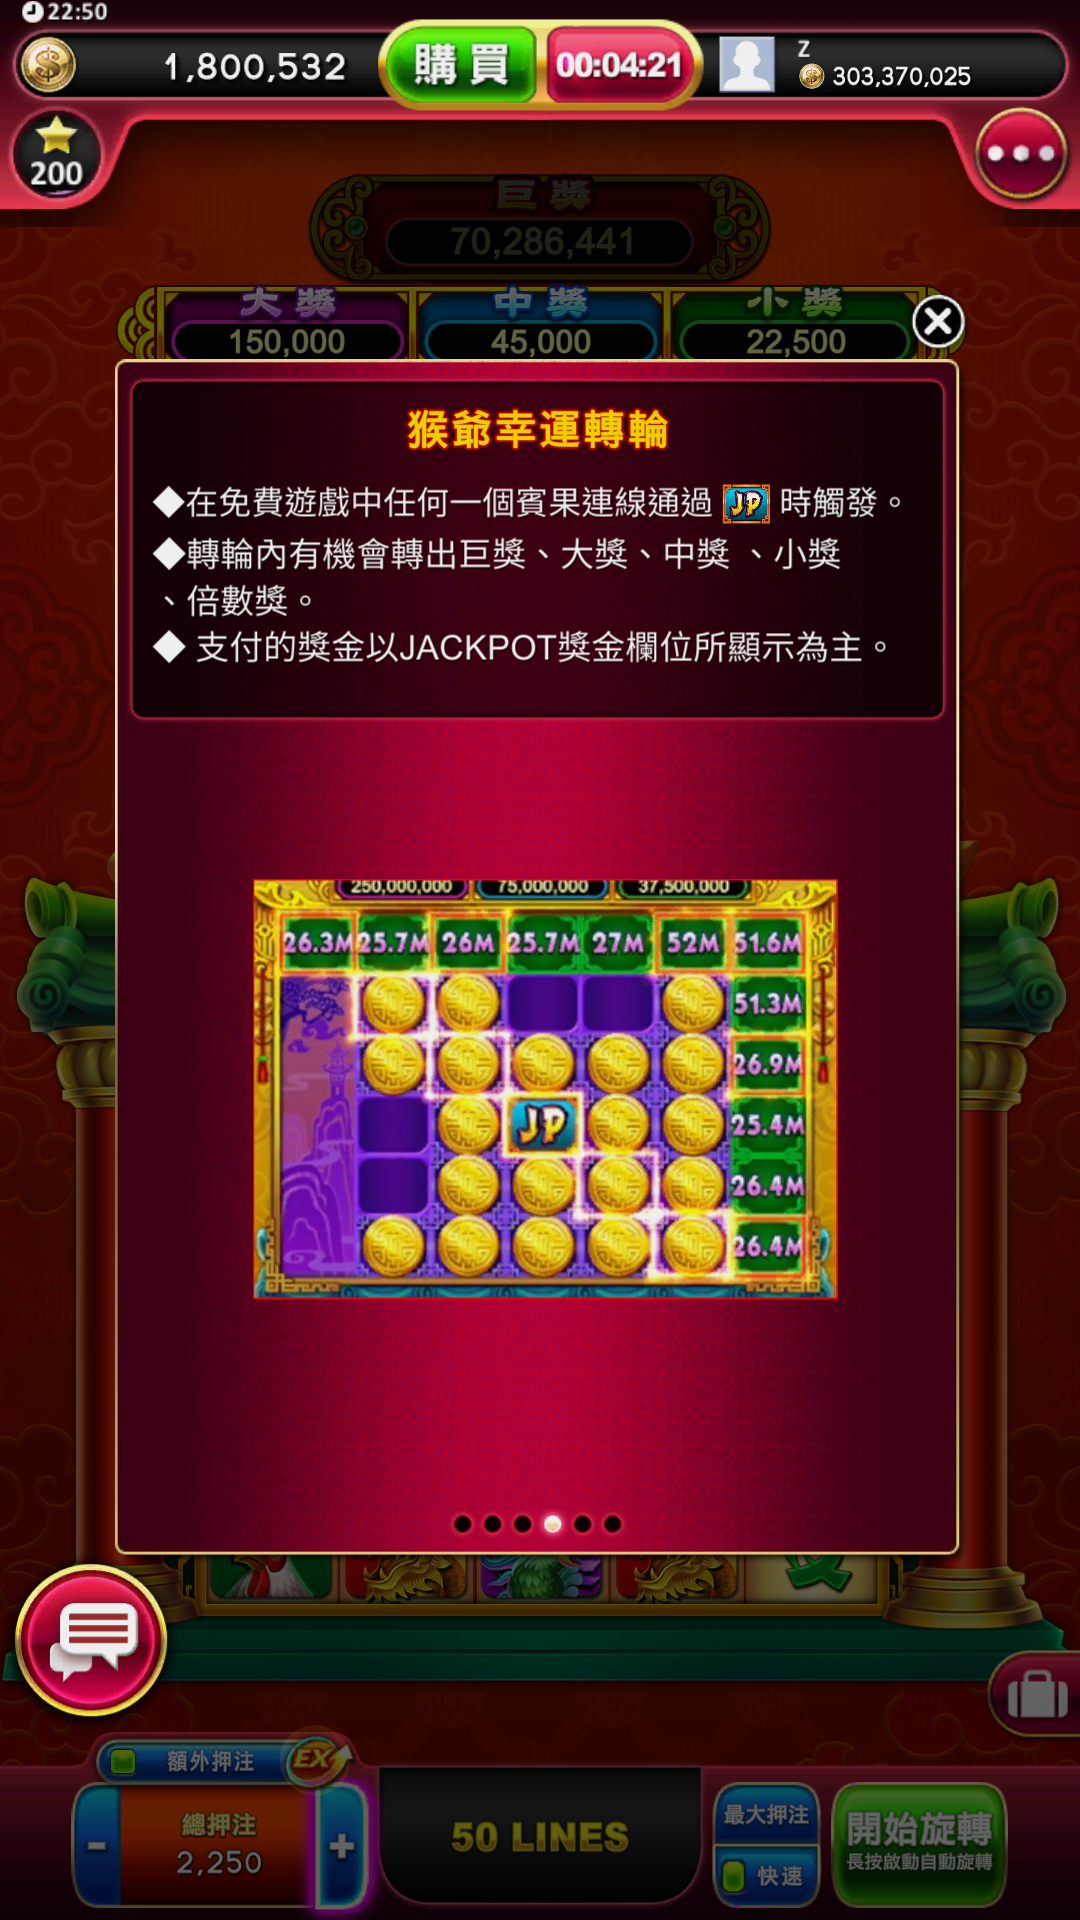 22:50
1,800,532
購買
00:04:21
Z
303,370,025
200
巨獎
70,286,441
大獎
中獎
小獎
150,000
45,000
22,500
猴爺幸運轉輪
◆在免費遊戲中任何一個賓果連線通過 JP 時觸發。
◆轉輪內有機會轉出巨獎、大獎、中獎 、小獎
、倍數獎。
◆ 支付的獎金以JACKPOT獎金欄位所顯示為主。
250,000,000
75,000,000
37,500,000
26.3M
25.7M
26M
25.7M
27M
52M
51.6M
51.3M
26.9M
JP
25.4M
26.4M
26.4M
額外押注
EX
總押注
2,250
-
+
50 LINES
最大押注
快速
開始旋轉
長按啟動自動旋轉